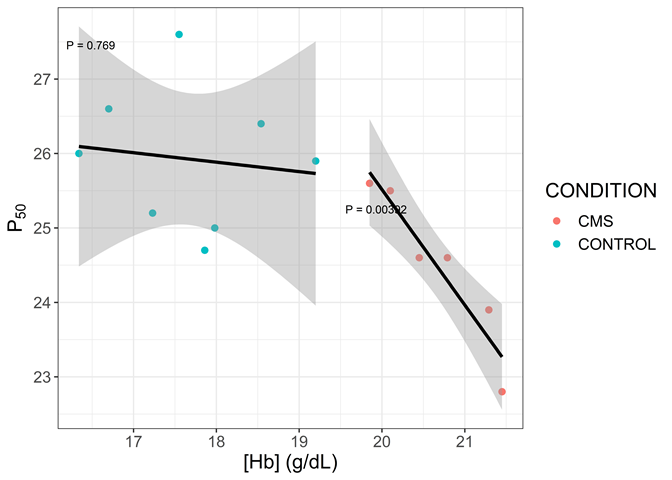 P = 0.769
P = 0.00392
27
26
25
24
23
P50
17
18
19
20
21
[Hb] (g/dL)
CONDITION
CMS
CONTROL